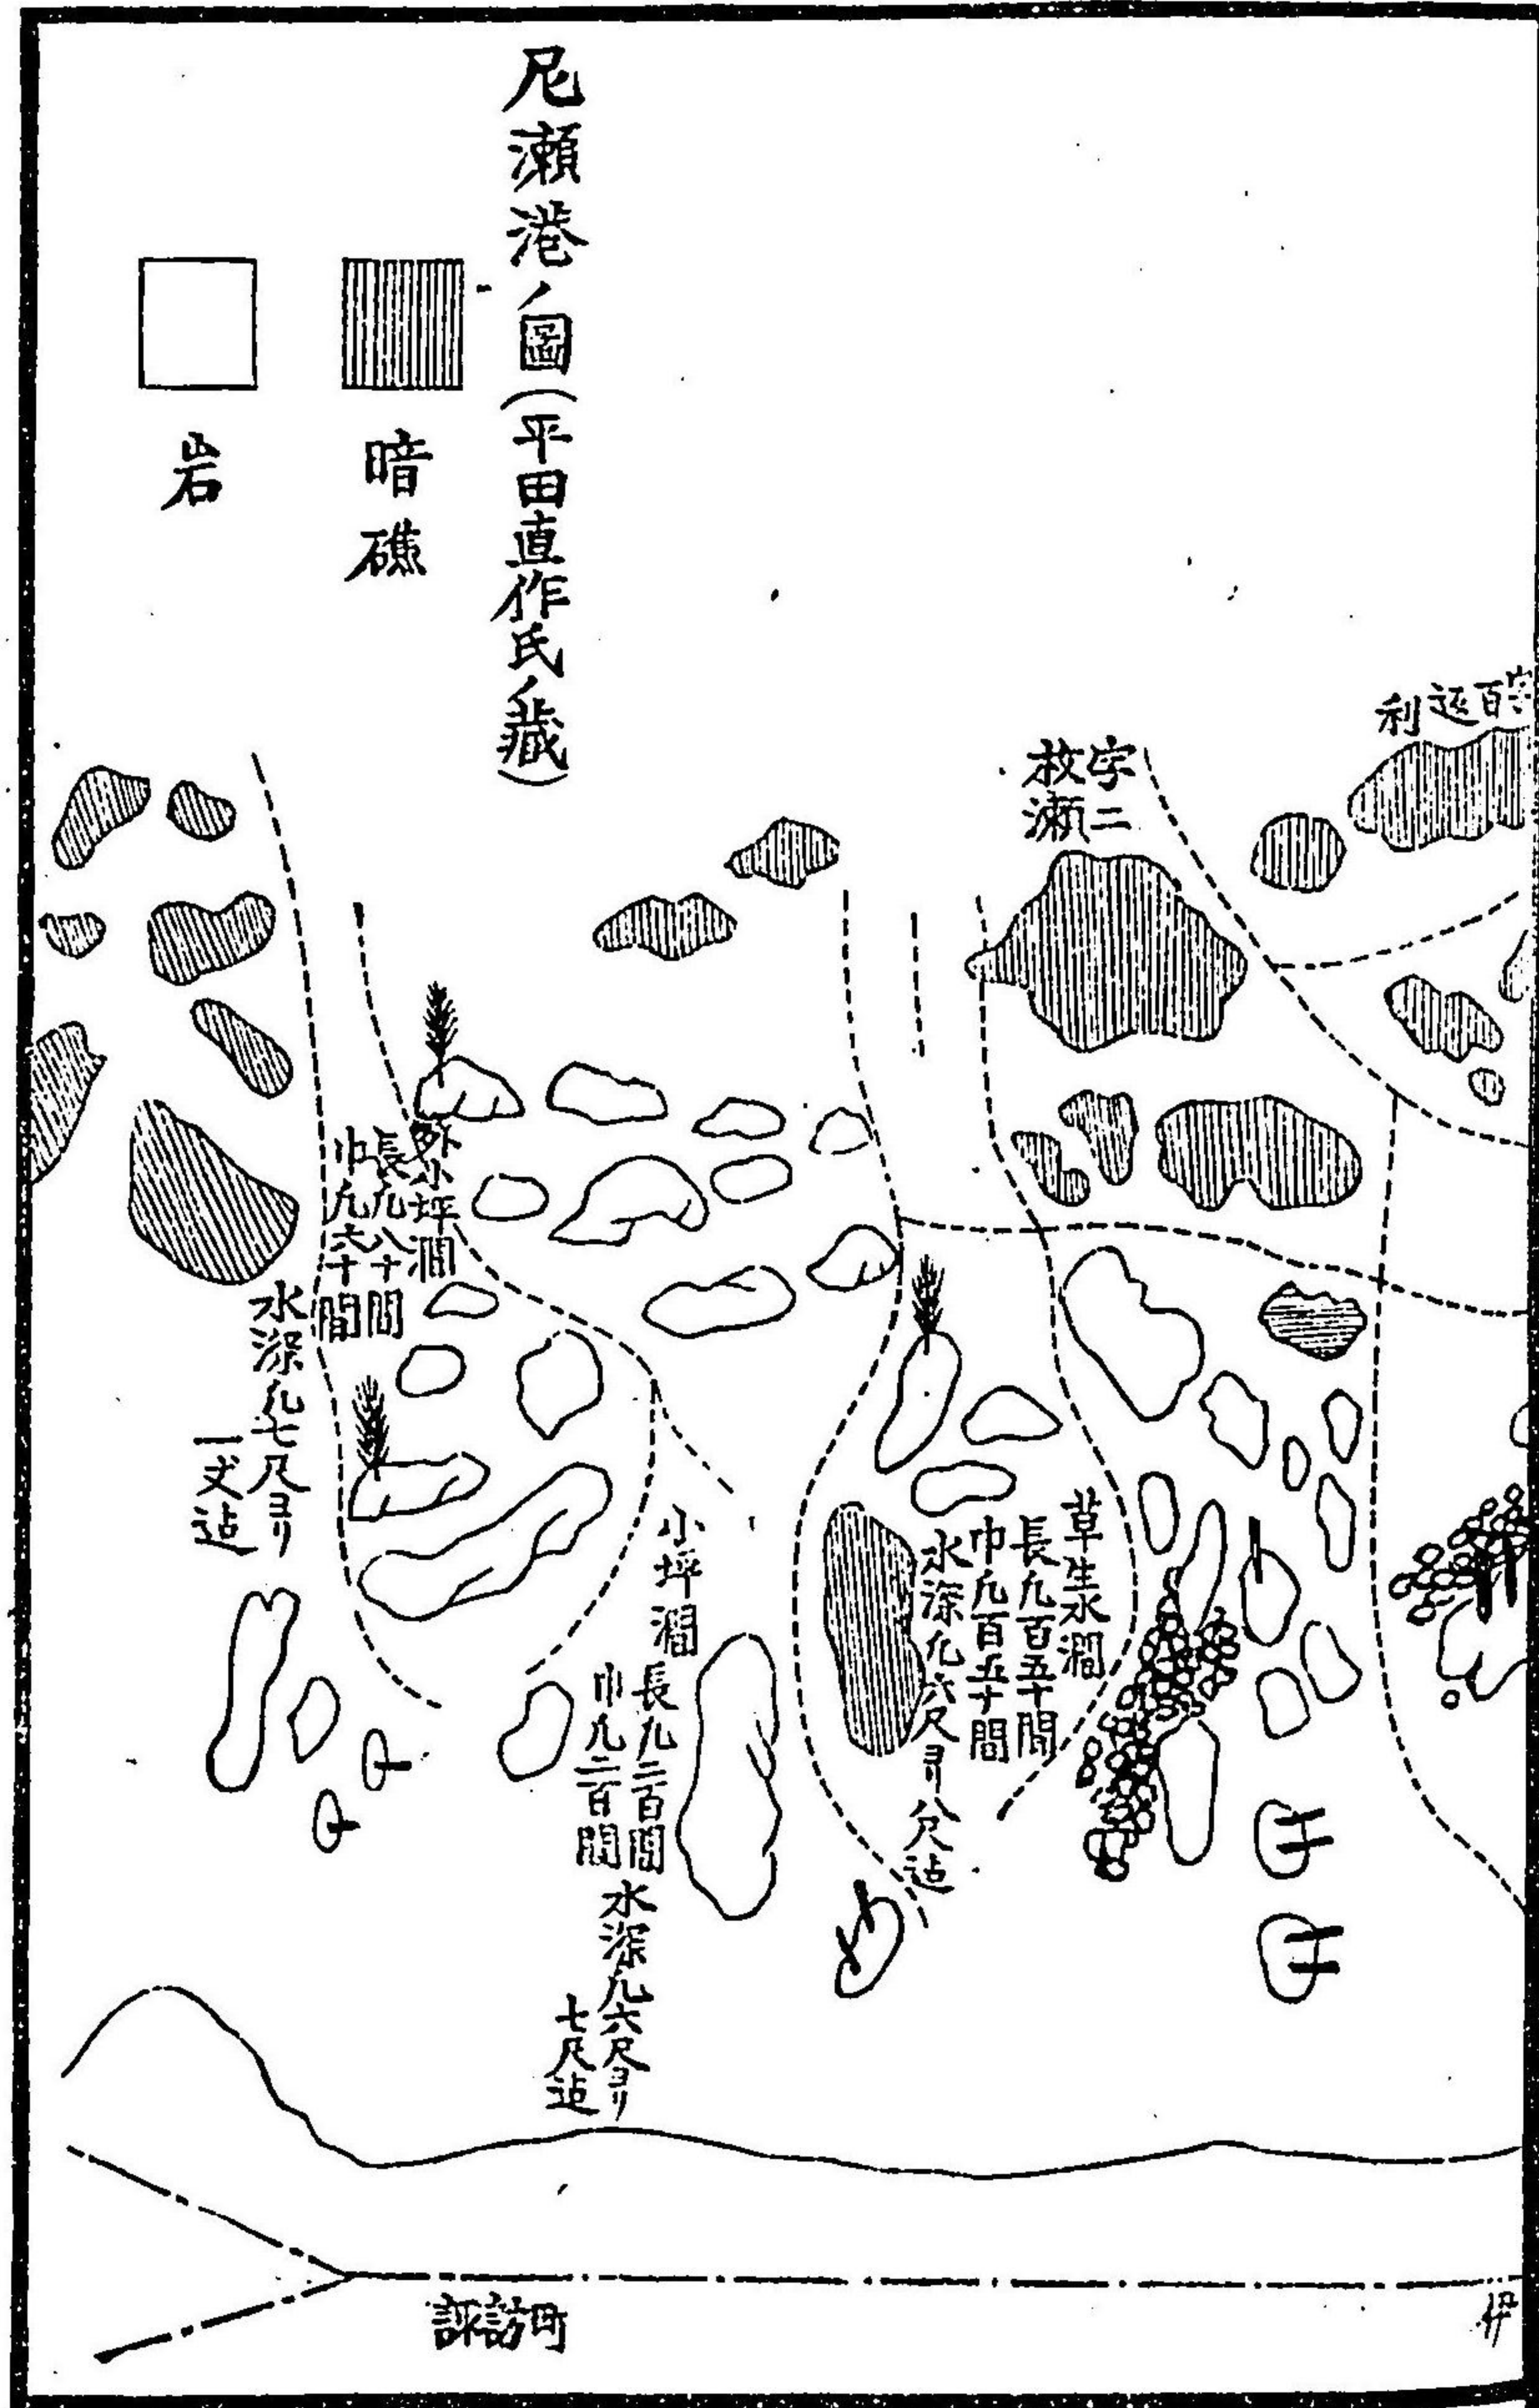 尼瀬港ノ圖(平田直作氏ノ藏)
暗礁
岩
字百返利
字二
枚瀬
草生水澗
長凡百五十間
巾凡百五十間
水深凡六尺ヨリ八尺迠
小坪澗
長凡二百間
巾凡二百間
水深凡六尺ヨリ
七尺迠
外小坪澗
長凡八十間
巾凡六十間
水深凡七尺ヨリ
一丈迠
諏訪町
伊